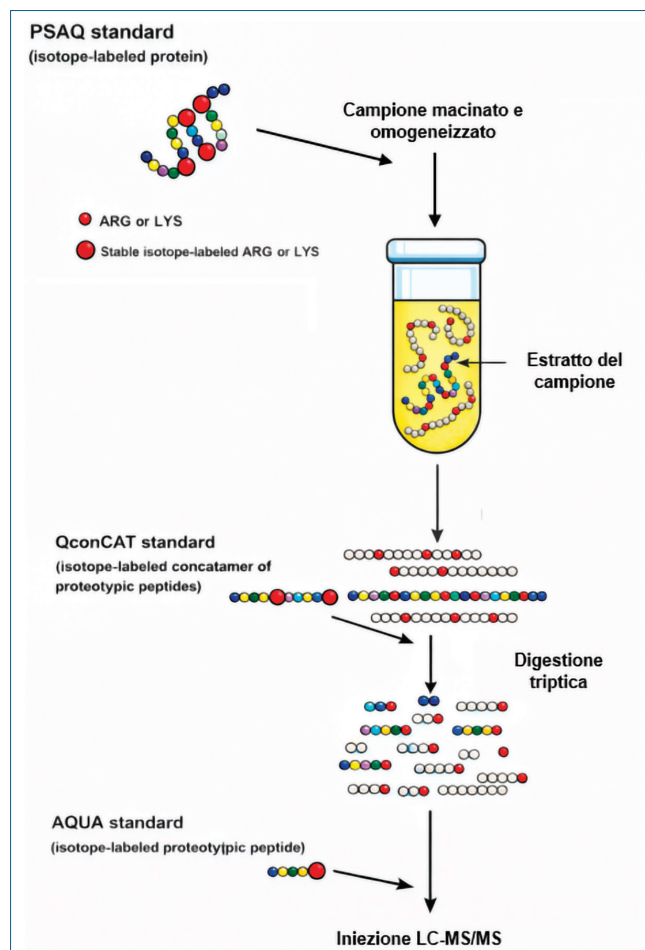 PSAQ standard
(isotope-labeled protein)
Campione macinato e
omogeneizzato
ARG or LYS
Stable isotope-labeled ARG or LYS
Estratto del
campione
QconCAT standard
(isotope-labeled concatamer of
proteotypic peptides)
Digestione
triptica
AQUA standard
(isotope-labeled proteotypic peptide)
Iniezione LC-MS/MS